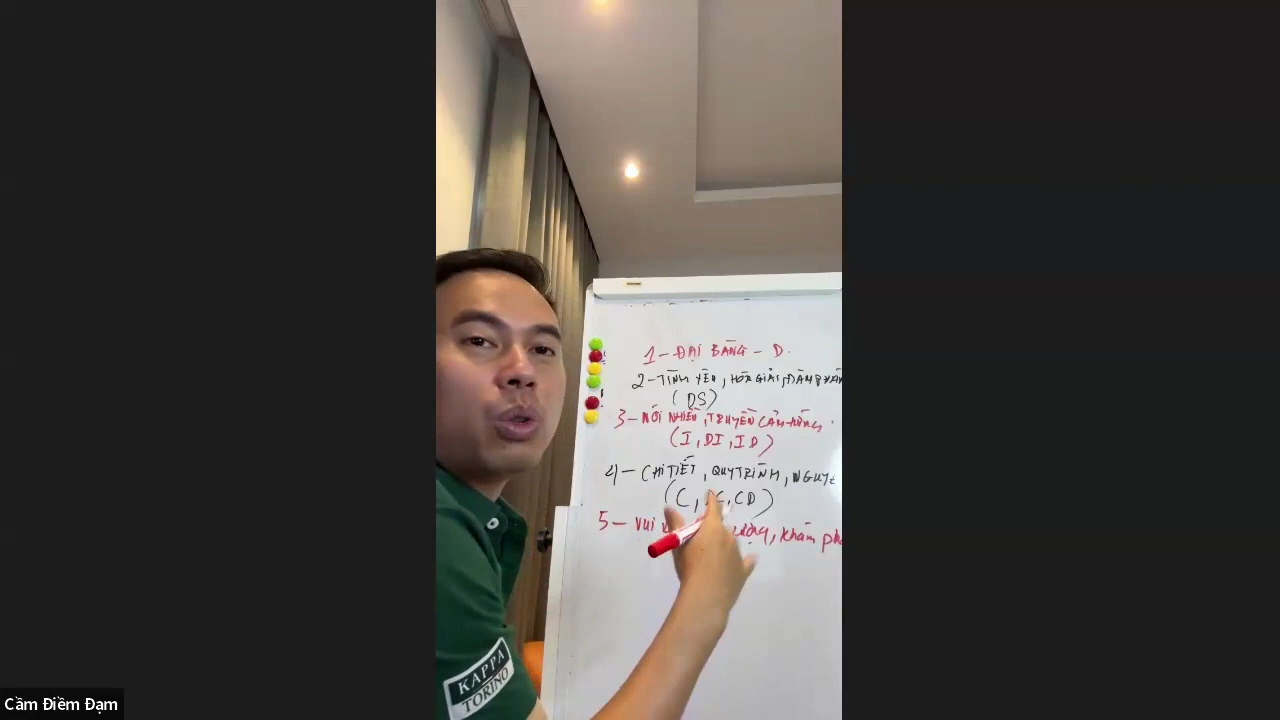 1- ĐẠI BÀNG - D.
2- TÌNH YÊU, HÒA GIẢI, ĐÀM PHÁN
(DS)
3- NÓI NHIỀU, TRUYỀN CẢM HỨNG.
(I, DI, ID)
4- CHI TIẾT, QUY TRÌNH, NGUYÊ
(C, CD)
5- Vui khám phá
KAPPA
TORINO
Cầm Điềm Đạm